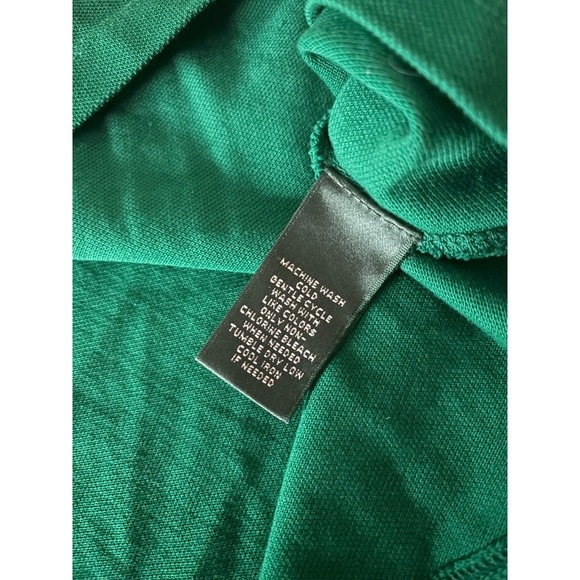 MACHINE WASH
COLD
GENTLE CYCLE
WASH WITH
LIKE COLORS
ONLY NON-
CHLORINE BLEACH
WHEN NEEDED
TUMBLE DRY LOW
COOL IRON
IF NEEDED